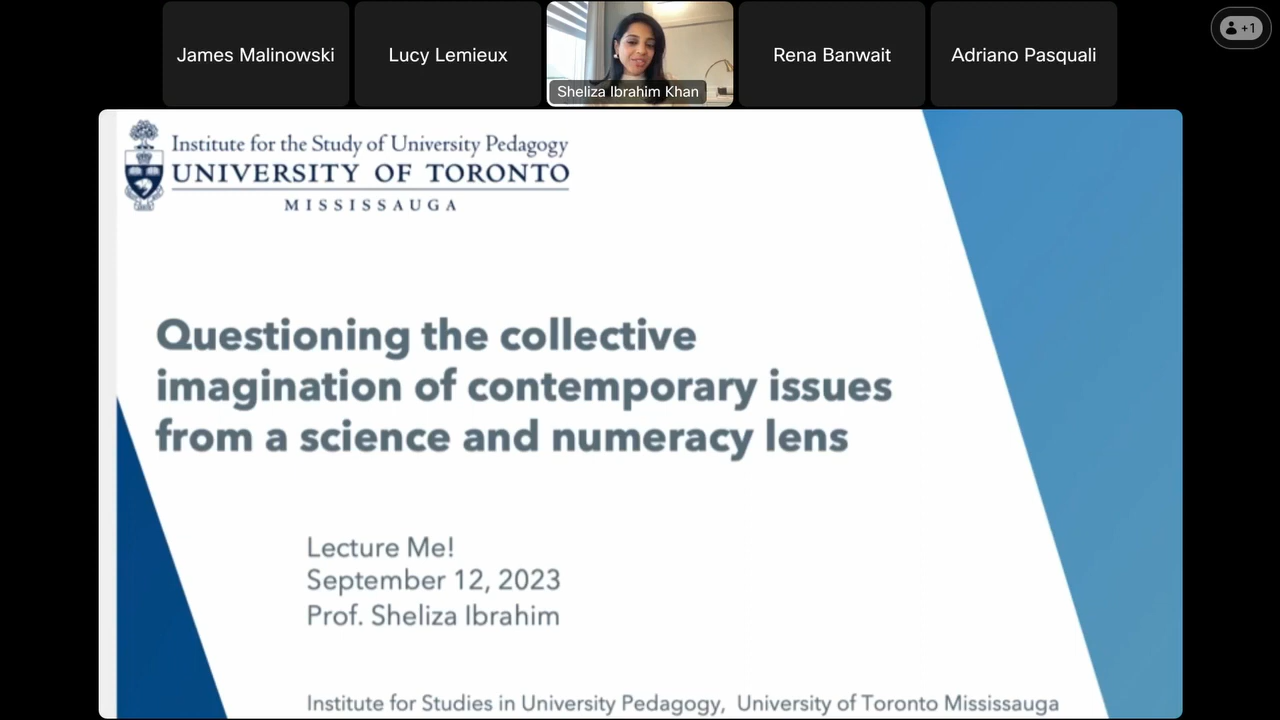 James Malinowski
Lucy Lemieux
Sheliza Ibrahim Khan
Rena Banwait
Adriano Pasquali
+1
Institute for the Study of University Pedagogy
UNIVERSITY OF TORONTO
MISSISSAUGA
Questioning the collective
imagination of contemporary issues
from a science and numeracy lens
Lecture Me!
September 12, 2023
Prof. Sheliza Ibrahim
Institute for Studies in University Pedagogy, University of Toronto Mississauga